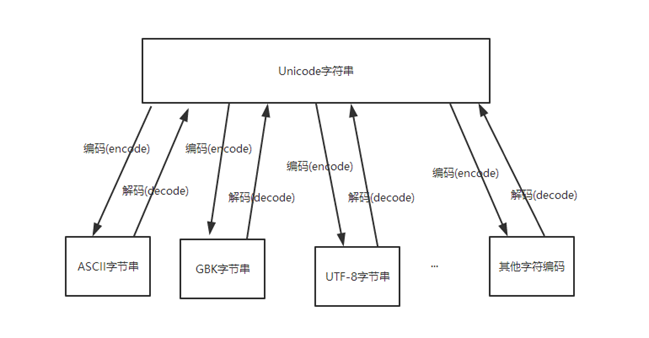 Unicode字符串
编码(encode)
编码(encode)
编码(encode)
编码(encode)
解码(decode)
解码(decode)
解码(decode)
解码(decode)
ASCII字节串
GBK字节串
UTF-8字节串
...
其他字符编码